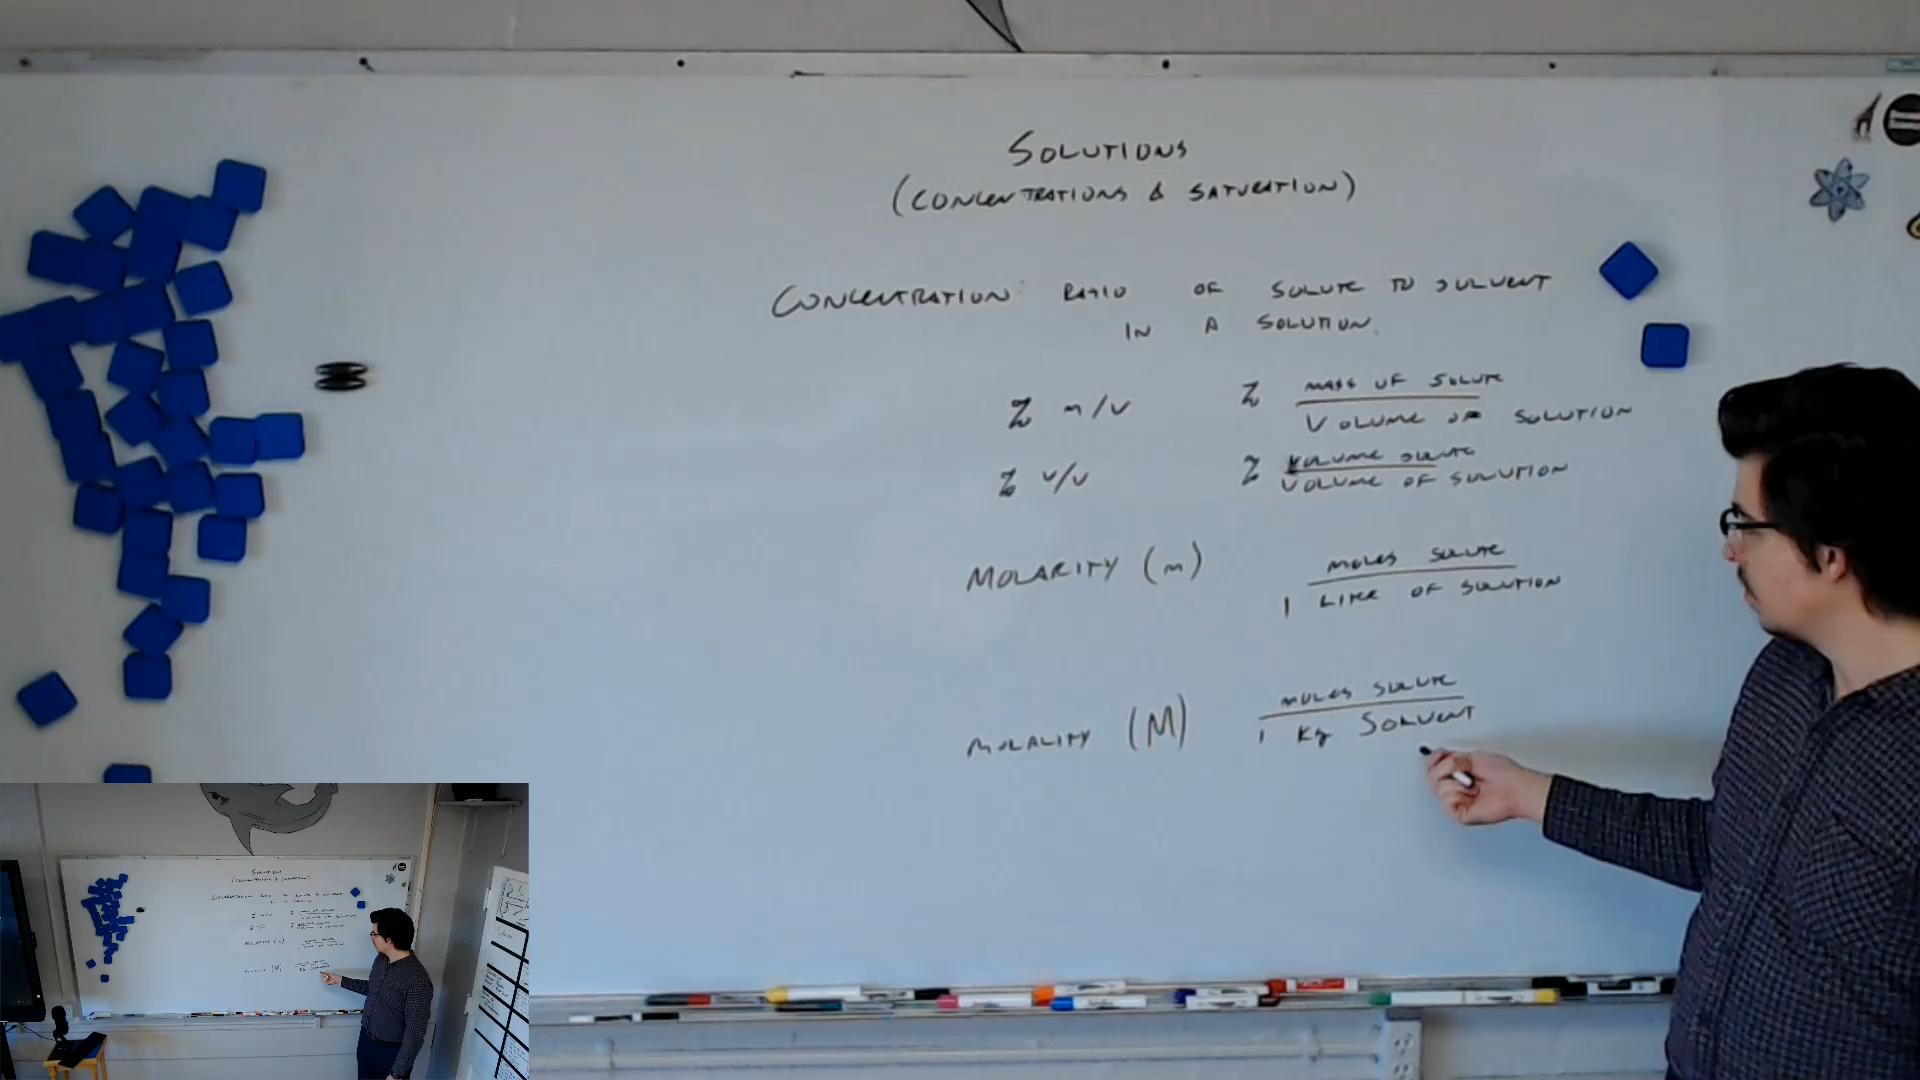 SOLUTIONS
(CONCENTRATIONS & SATURATION)
CONCENTRATION: RATIO OF SOLUTE TO SOLVENT
IN A SOLUTION.
% m/v % MASS OF SOLUTE
VOLUME OF SOLUTION
% v/v % VOLUME SOLUTE
VOLUME OF SOLUTION
MOLARITY (m) MOLES SOLUTE
1 LITER OF SOLUTION
MOLALITY (M) MOLES SOLUTE
1 Kg SOLVENT